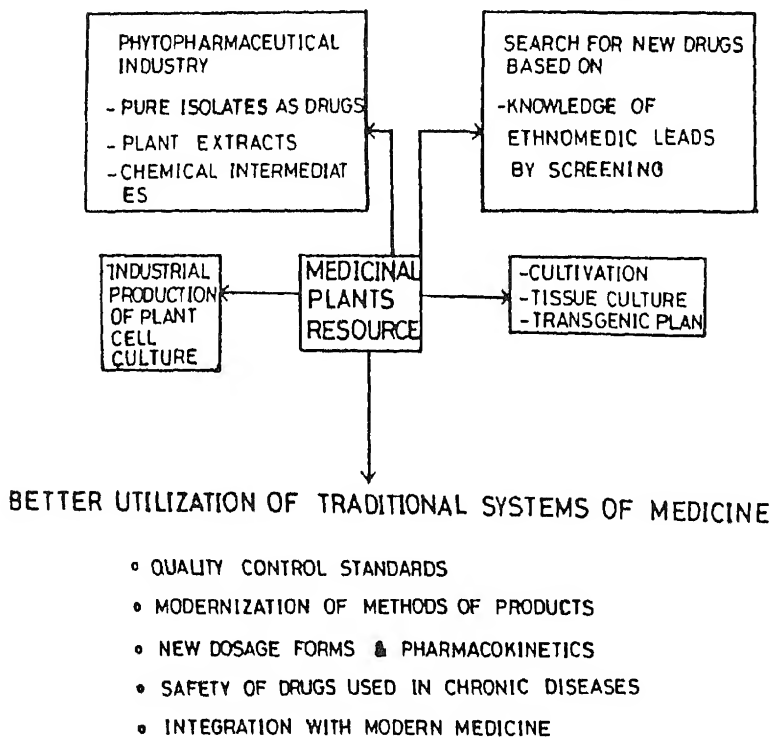 PHYTOPHARMACEUTICAL
INDUSTRY
- PURE ISOLATES AS DRUGS
- PLANT EXTRACTS
- CHEMICAL INTERMEDIAT
ES
SEARCH FOR NEW DRUGS
BASED ON
-KNOWLEDGE OF
ETHNOMEDIC LEADS
BY SCREENING
INDUSTRIAL
PRODUCTION
OF PLANT
CELL
CULTURE
MEDICINAL
PLANTS
RESOURCE
-CULTIVATION
-TISSUE CULTURE
-TRANSGENIC PLAN
BETTER UTILIZATION OF TRADITIONAL SYSTEMS OF MEDICINE
• QUALITY CONTROL STANDARDS
• MODERNIZATION OF METHODS OF PRODUCTS
• NEW DOSAGE FORMS & PHARMACOKINETICS
• SAFETY OF DRUGS USED IN CHRONIC DISEASES
• INTEGRATION WITH MODERN MEDICINE